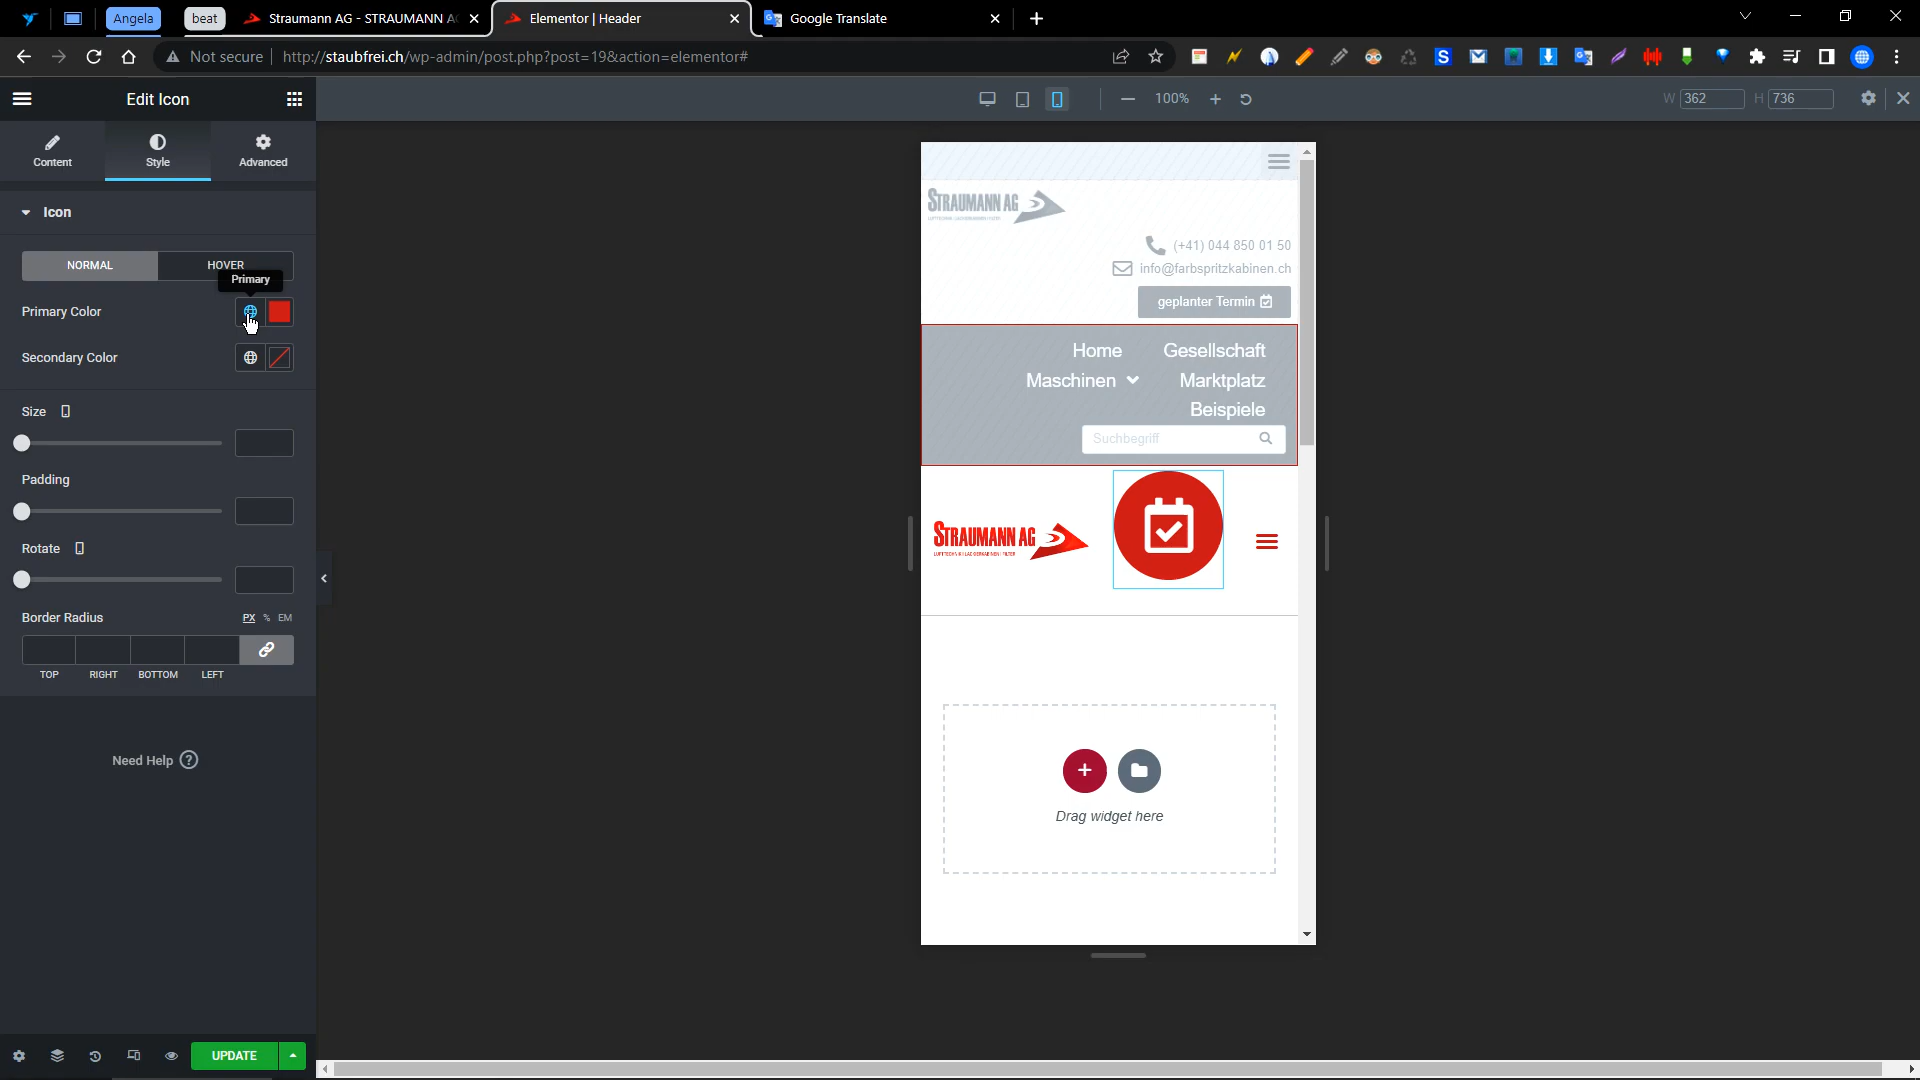 Angela
beat
Straumann AG - STRAUMANN A
Elementor | Header
Google Translate
Not secure
http://staubfrei.ch/wp-admin/post.php?post=19&action=elementor#
Edit Icon
100%
W 362 H 736
Content
Style
Advanced
Icon
NORMAL
HOVER
Primary
Primary Color
Secondary Color
Size
Padding
Rotate
Border Radius
PX % EM
TOP RIGHT BOTTOM LEFT
Need Help
UPDATE
STRAUMANN AG
(+41) 044 850 01 50
info@farbspritzkabinen.ch
geplanter Termin
Home Gesellschaft
Maschinen Marktplatz
Beispiele
Suchbegriff
STRAUMANN AG
Drag widget here